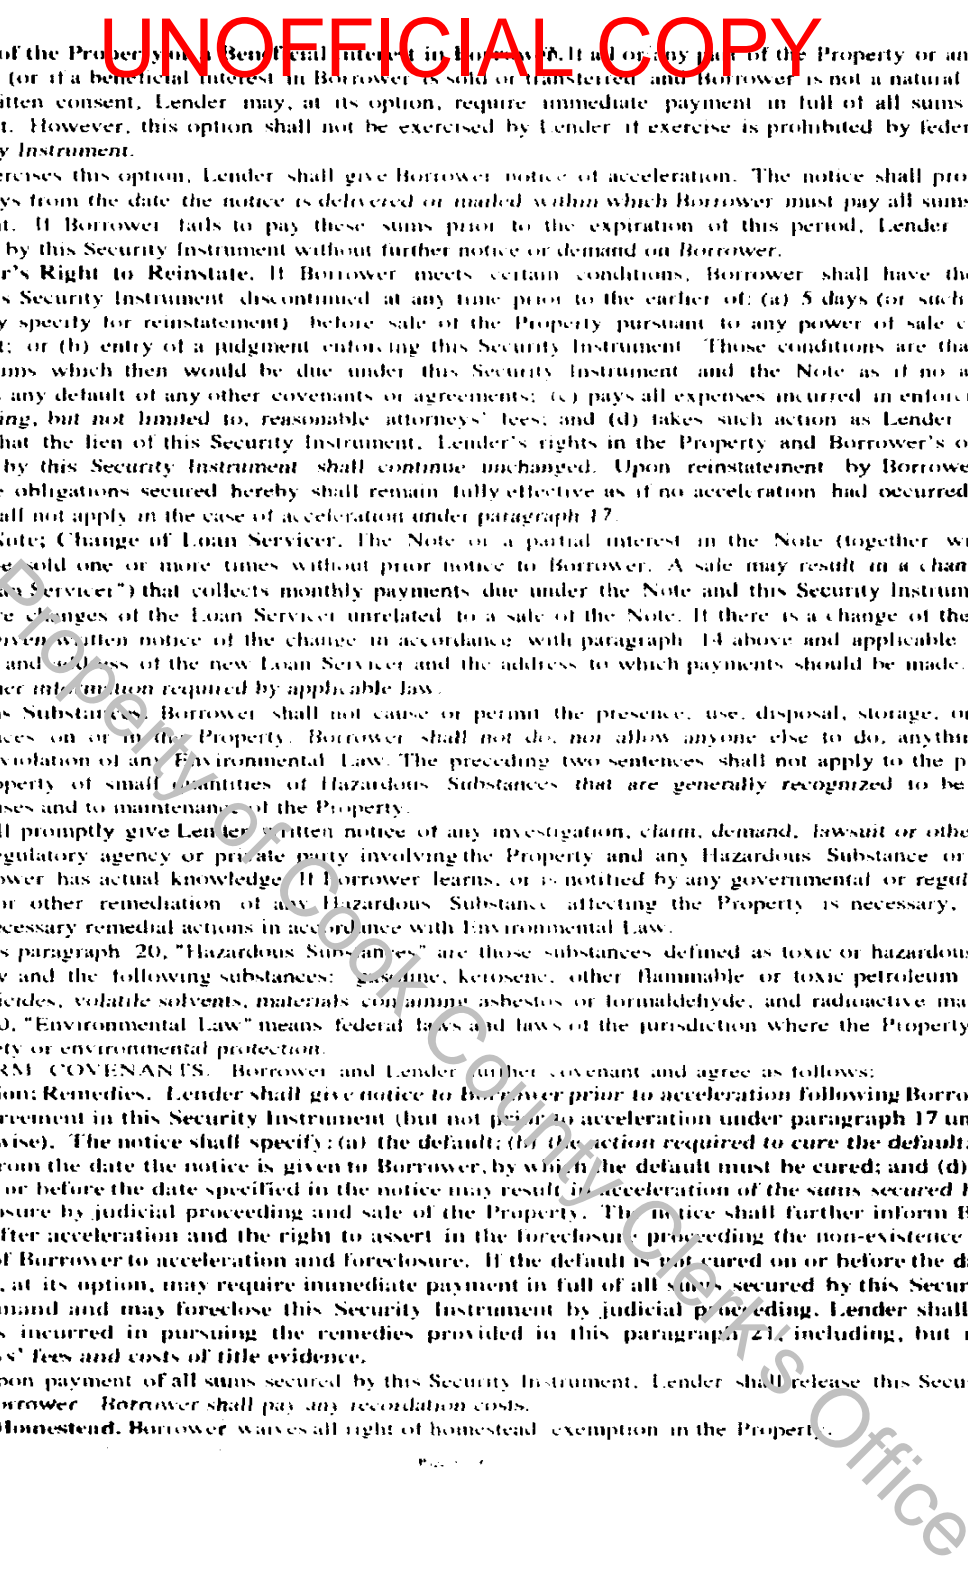 UNOFFICIAL COPY
of the Property or a Beneficial Interest in Borrower. If all or any part of the Property or an
(or if a beneficial interest in Borrower is sold or transferred and Borrower is not a natural
itten consent, Lender may, at its option, require immediate payment in full of all sums
t. However, this option shall not be exercised by Lender if exercise is prohibited by feder
y Instrument.
ercises this option, Lender shall give Borrower notice of acceleration. The notice shall pro
ys from the date the notice is delivered or mailed within which Borrower must pay all sums
t. If Borrower fails to pay these sums prior to the expiration of this period, Lender
by this Security Instrument without further notice or demand on Borrower.
r's Right to Reinstate. If Borrower meets certain conditions, Borrower shall have the
s Security Instrument discontinued at any time prior to the earlier of: (a) 5 days (or such
y specify for reinstatement) before sale of the Property pursuant to any power of sale c
t; or (b) entry of a judgment enforcing this Security Instrument. Those conditions are tha
ums which then would be due under this Security Instrument and the Note as if no a
any default of any other covenants or agreements; (c) pays all expenses incurred in enforc
ing, but not limited to, reasonable attorneys' fees; and (d) takes such action as Lender
hat the lien of this Security Instrument, Lender's rights in the Property and Borrower's o
by this Security Instrument shall continue unchanged. Upon reinstatement by Borrowe
e obligations secured hereby shall remain fully effective as if no acceleration had occurred
all not apply in the case of acceleration under paragraph 17.
Note; Change of Loan Servicer. The Note or a partial interest in the Note (together w
e sold one or more times without prior notice to Borrower. A sale may result in a chan
an Servicer") that collects monthly payments due under the Note and this Security Instrum
re changes of the Loan Servicer unrelated to a sale of the Note. If there is a change of the
iven written notice of the change in accordance with paragraph 14 above and applicable
and address of the new Loan Servicer and the address to which payments should be made.
her information required by applicable law.
s Substances. Borrower shall not cause or permit the presence, use, disposal, storage, or
nces on or in the Property. Borrower shall not do, nor allow anyone else to do, anythin
violation of any Environmental Law. The preceding two sentences shall not apply to the p
operty of small quantities of Hazardous Substances that are generally recognized to be
ses and to maintenance of the Property.
ll promptly give Lender written notice of any investigation, claim, demand, lawsuit or othe
egulatory agency or private party involving the Property and any Hazardous Substance or
ower has actual knowledge. If Borrower learns, or is notified by any governmental or regul
or other remediation of any Hazardous Substance affecting the Property is necessary,
ecessary remedial actions in accordance with Environmental Law.
s paragraph 20, "Hazardous Substances" are those substances defined as toxic or hazardous
w and the following substances: gasoline, kerosene, other flammable or toxic petroleum
icides, volatile solvents, materials containing asbestos or formaldehyde, and radioactive ma
0, "Environmental Law" means federal laws and laws of the jurisdiction where the Property
ety or environmental protection.
RM COVENANTS. Borrower and Lender further covenant and agree as follows:
ion; Remedies. Lender shall give notice to Borrower prior to acceleration following Borro
reement in this Security Instrument (but not prior to acceleration under paragraph 17 un
wise). The notice shall specify: (a) the default; (b) the action required to cure the default;
rom the date the notice is given to Borrower, by which the default must be cured; and (d)
or before the date specified in the notice may result in acceleration of the sums secured b
osure by judicial proceeding and sale of the Property. The notice shall further inform B
fter acceleration and the right to assert in the foreclosure proceeding the non-existence
of Borrower to acceleration and foreclosure. If the default is not cured on or before the d
, at its option, may require immediate payment in full of all sums secured by this Secur
mand and may foreclose this Security Instrument by judicial proceeding. Lender shall
s incurred in pursuing the remedies provided in this paragraph 21, including, but n
ys' fees and costs of title evidence.
pon payment of all sums secured by this Security Instrument, Lender shall release this Secu
orrower. Borrower shall pay any recordation costs.
Homestead. Borrower waives all right of homestead exemption in the Property.
Property of Cook County Clerk's Office